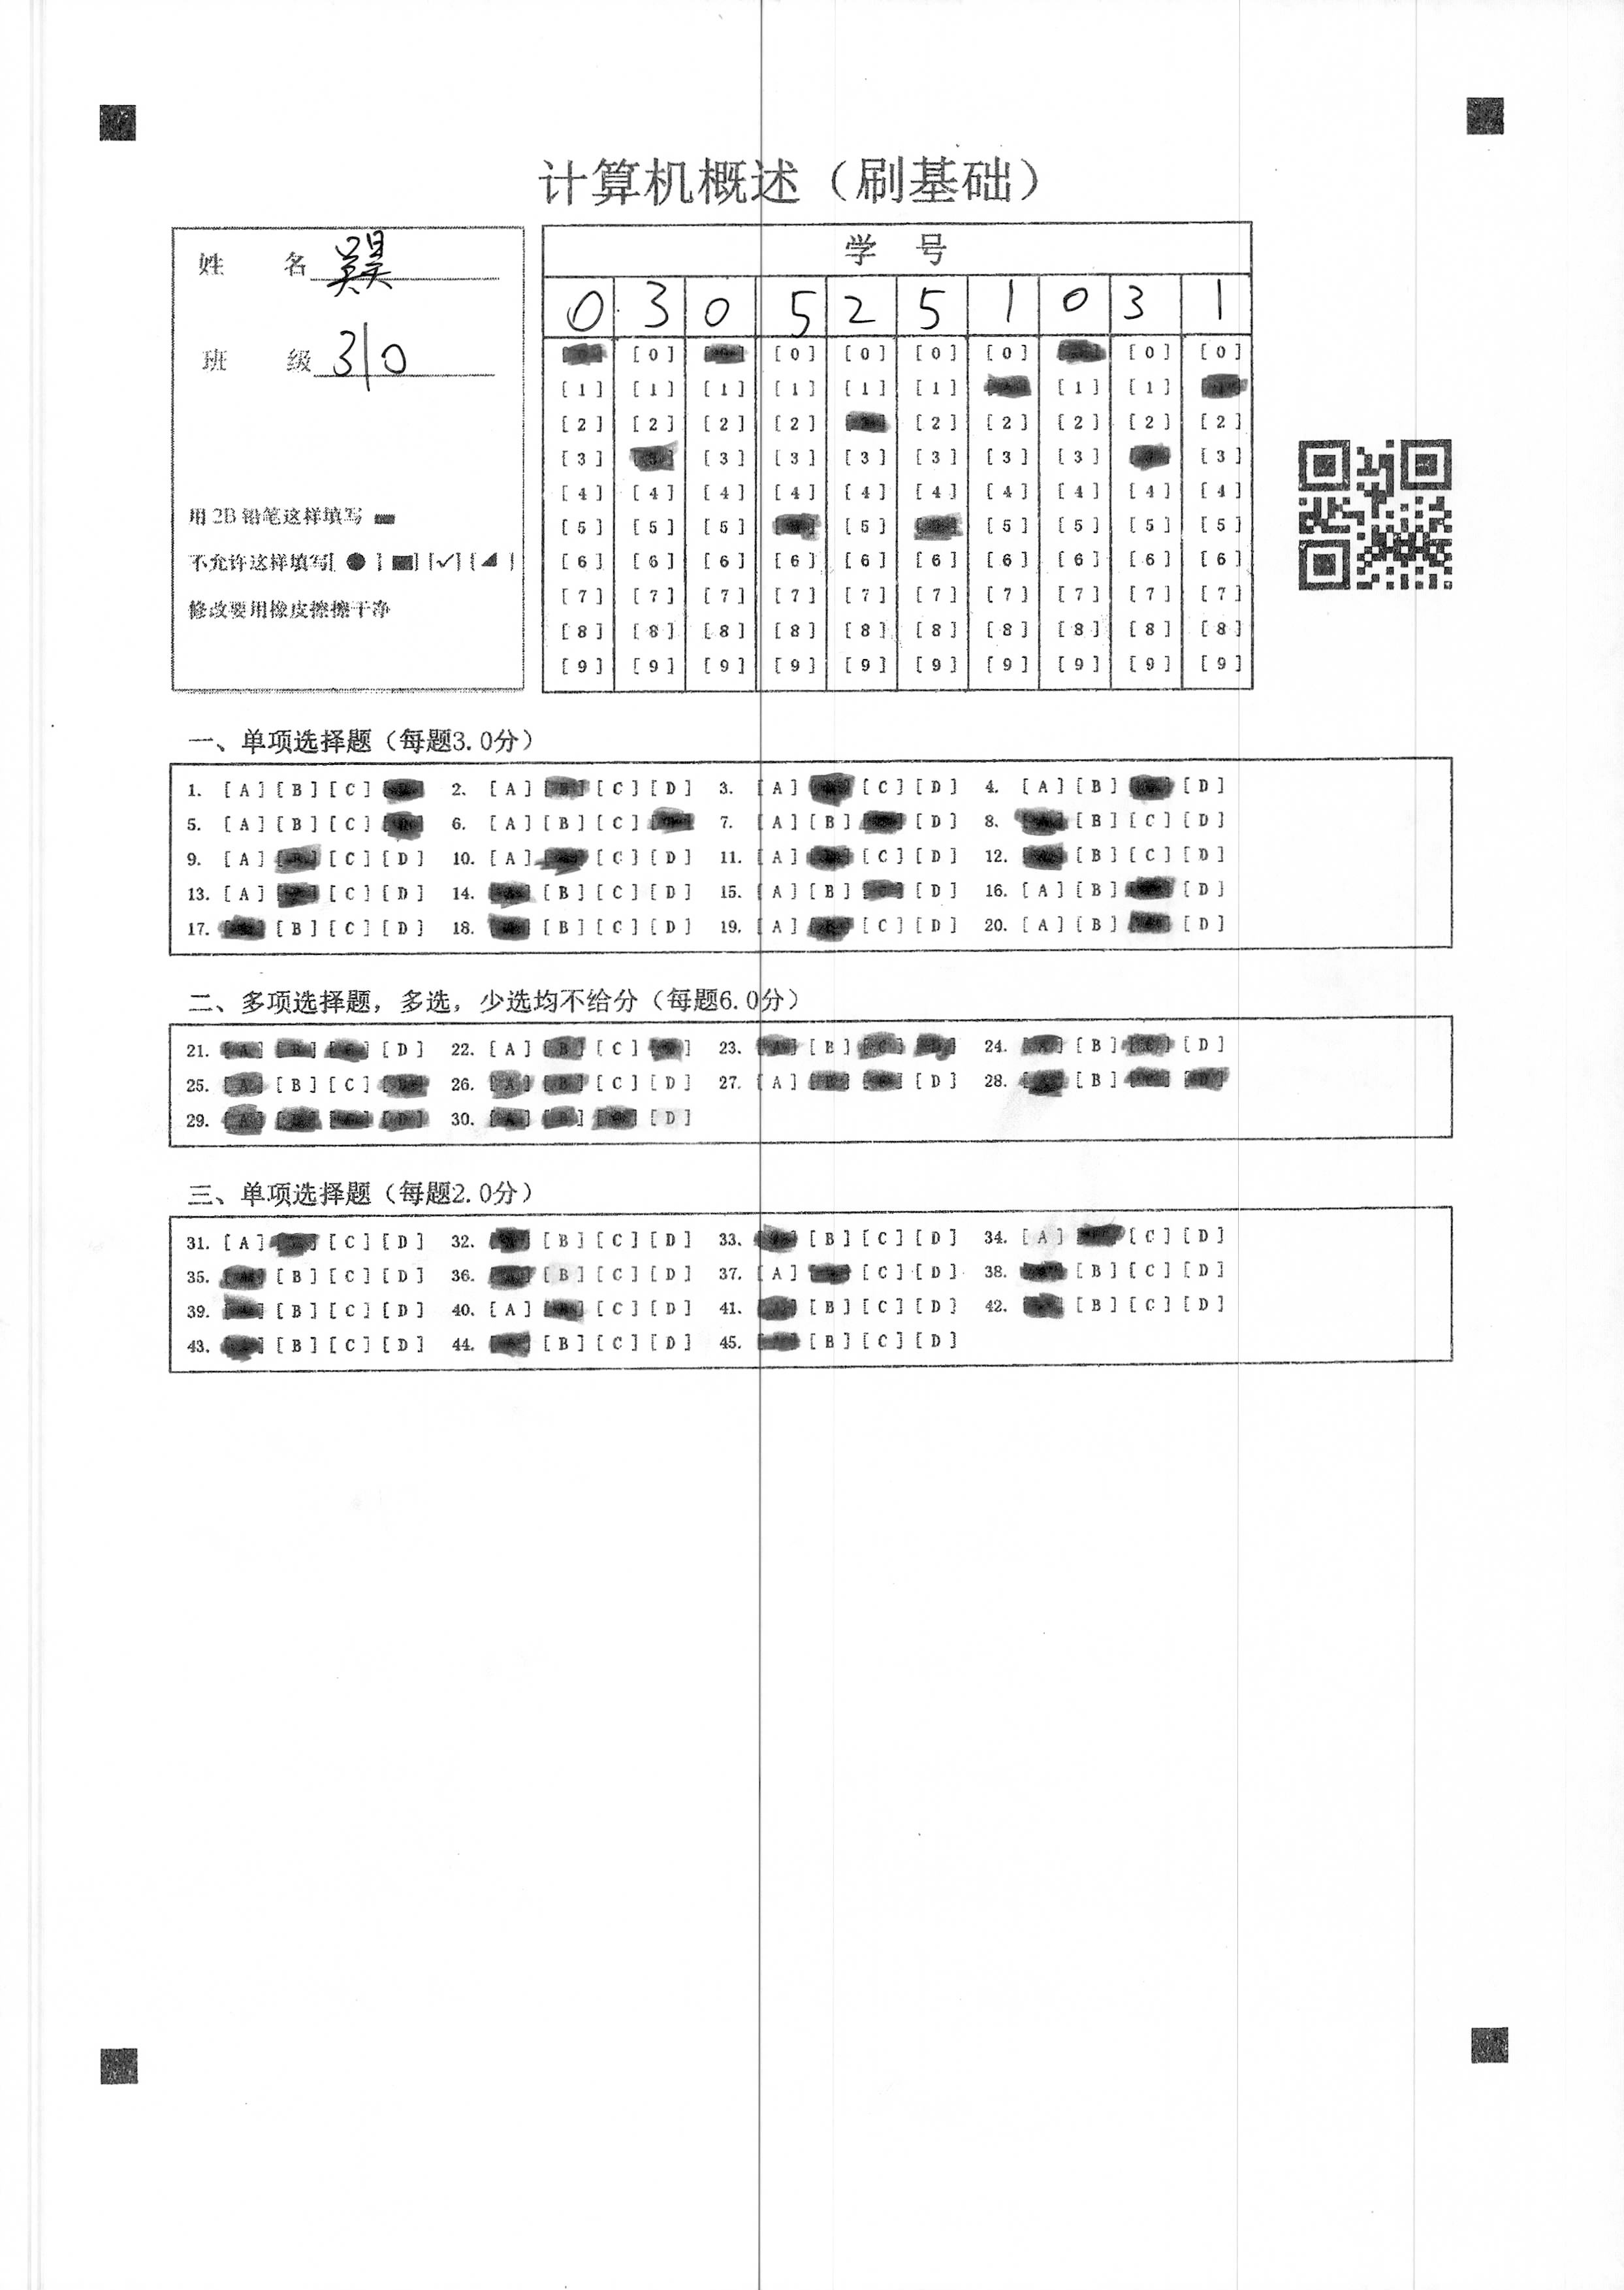 计算机概述（刷基础）
姓 名
班 级 310
用 2B 铅笔这样填写
不允许这样填写[ ● ] [■] [✓] [◢ ]
修改要用橡皮擦擦干净
学 号
0 3 0 5 2 5 1 0 3 1
[0] [0] [0] [0] [0] [0] [0]
[1] [1] [1] [1] [1] [1] [1] [1]
[2] [2] [2] [2] [2] [2] [2] [2] [2]
[3] [3] [3] [3] [3] [3] [3] [3]
[4] [4] [4] [4] [4] [4] [4] [4] [4] [4]
[5] [5] [5] [5] [5] [5] [5] [5]
[6] [6] [6] [6] [6] [6] [6] [6] [6] [6]
[7] [7] [7] [7] [7] [7] [7] [7] [7] [7]
[8] [8] [8] [8] [8] [8] [8] [8] [8] [8]
[9] [9] [9] [9] [9] [9] [9] [9] [9] [9]
一、单项选择题（每题3.0分）
1. [A] [B] [C] 2. [A] [C] [D] 3. [A] [C] [D] 4. [A] [B] [D]
5. [A] [B] [C] 6. [A] [B] [C] 7. [A] [B] [D] 8. [B] [C] [D]
9. [A] [C] [D] 10. [A] [C] [D] 11. [A] [C] [D] 12. [B] [C] [D]
13. [A] [C] [D] 14. [B] [C] [D] 15. [A] [B] [D] 16. [A] [B] [D]
17. [B] [C] [D] 18. [B] [C] [D] 19. [A] [C] [D] 20. [A] [B] [D]
二、多项选择题，多选，少选均不给分（每题6.0分）
21. [D] 22. [A] [C] 23. [B] 24. [B] [D]
25. [B] [C] 26. [C] [D] 27. [A] [D] 28. [B]
29. 30. [D]
三、单项选择题（每题2.0分）
31. [A] [C] [D] 32. [B] [C] [D] 33. [B] [C] [D] 34. [A] [C] [D]
35. [B] [C] [D] 36. [B] [C] [D] 37. [A] [C] [D] 38. [B] [C] [D]
39. [B] [C] [D] 40. [A] [C] [D] 41. [B] [C] [D] 42. [B] [C] [D]
43. [B] [C] [D] 44. [B] [C] [D] 45. [B] [C] [D]